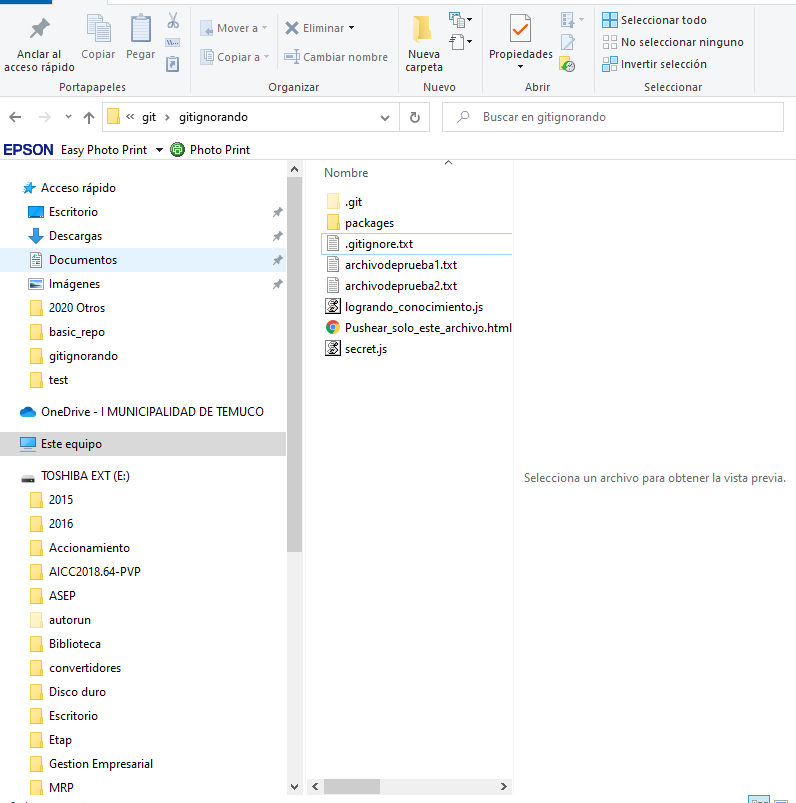 Anclar al acceso rápido
Copiar
Pegar
Portapapeles
Mover a
Copiar a
Eliminar
Cambiar nombre
Organizar
Nueva carpeta
Nuevo
Propiedades
Abrir
Seleccionar todo
No seleccionar ninguno
Invertir selección
Seleccionar
« git › gitignorando
Buscar en gitignorando
EPSON Easy Photo Print Photo Print
Acceso rápido
Escritorio
Descargas
Documentos
Imágenes
2020 Otros
basic_repo
gitignorando
test
OneDrive - I MUNICIPALIDAD DE TEMUCO
Este equipo
TOSHIBA EXT (E:)
2015
2016
Accionamiento
AICC2018.64-PVP
ASEP
autorun
Biblioteca
convertidores
Disco duro
Escritorio
Etap
Gestion Empresarial
MRP
Nombre
.git
packages
.gitignore.txt
archivodeprueba1.txt
archivodeprueba2.txt
logrando_conocimiento.js
Pushear_solo_este_archivo.html
secret.js
Selecciona un archivo para obtener la vista previa.